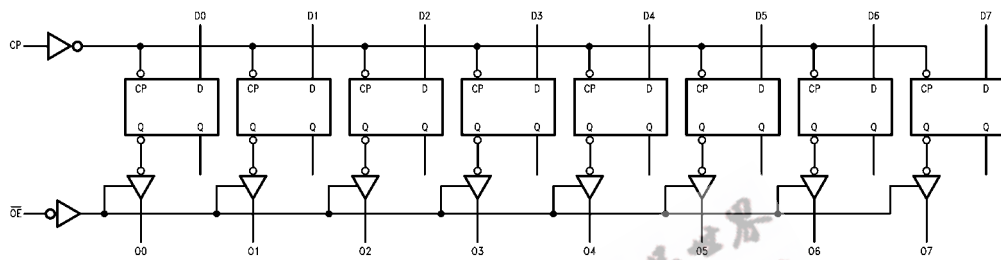 D0 D1 D2 D3 D4 D5 D6 D7
CP
CP D CP D CP D CP D CP D CP D CP D CP D
Q Q Q Q Q Q Q Q Q Q Q Q Q Q Q Q
OE
O0 O1 O2 O3 O4 O5 O6 O7